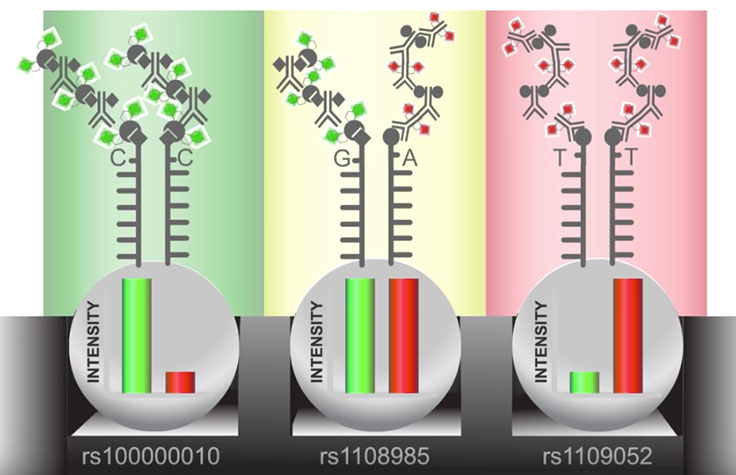 C C
G A
T T
INTENSITY
INTENSITY
INTENSITY
rs100000010
rs1108985
rs1109052